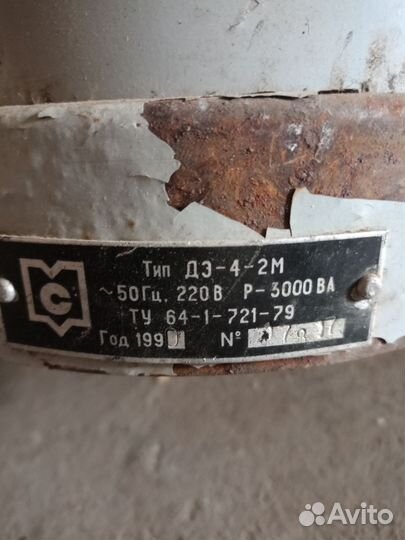 С
Тип ДЭ-4-2М
~50Гц, 220В Р-3000ВА
ТУ 64-1-721-79
Год 199 №
Avito